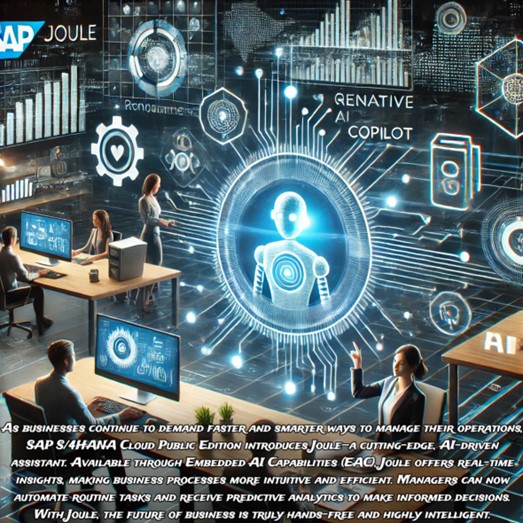 SAP JOULE
RENATIVE
AI
COPILOT
AI
AS BUSINESSES CONTINUE TO DEMAND FASTER AND SMARTER WAYS TO MANAGE THEIR OPERATIONS,
SAP S/4HANA CLOUD PUBLIC EDITION INTRODUCES JOULE—A CUTTING-EDGE, AI-DRIVEN
ASSISTANT. AVAILABLE THROUGH EMBEDDED AI CAPABILITIES (EAC), JOULE OFFERS REAL-TIME
INSIGHTS, MAKING BUSINESS PROCESSES MORE INTUITIVE AND EFFICIENT. MANAGERS CAN NOW
AUTOMATE ROUTINE TASKS AND RECEIVE PREDICTIVE ANALYTICS TO MAKE INFORMED DECISIONS.
WITH JOULE, THE FUTURE OF BUSINESS IS TRULY HANDS-FREE AND HIGHLY INTELLIGENT.